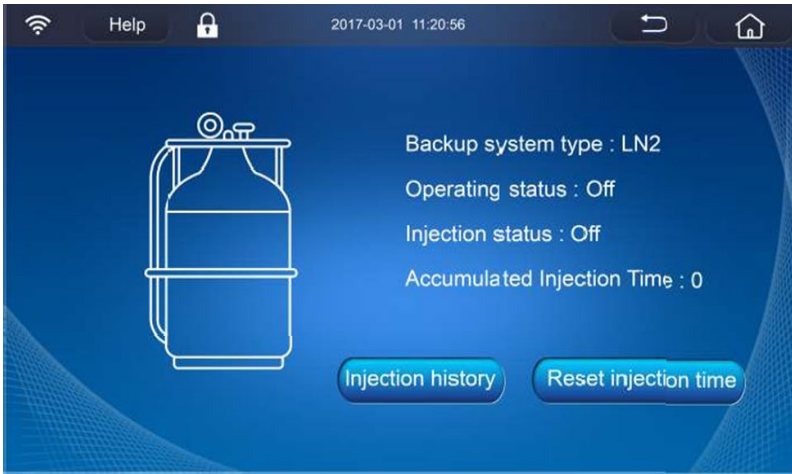 Help 2017-03-01 11:20:56
Backup system type : LN2
Operating status : Off
Injection status : Off
Accumulated Injection Time : 0
Injection history Reset injection time